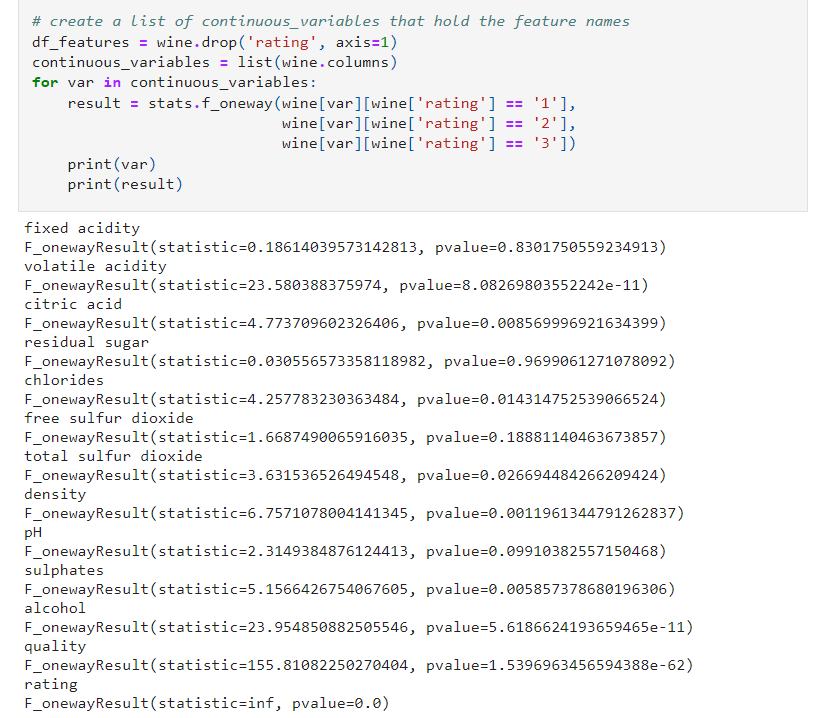 # create a list of continuous_variables that hold the feature names
df_features = wine.drop('rating', axis=1)
continuous_variables = list(wine.columns)
for var in continuous_variables:
    result = stats.f_oneway(wine[var][wine['rating'] == '1'],
                            wine[var][wine['rating'] == '2'],
                            wine[var][wine['rating'] == '3'])
    print(var)
    print(result)
fixed acidity
F_onewayResult(statistic=0.18614039573142813, pvalue=0.8301750559234913)
volatile acidity
F_onewayResult(statistic=23.580388375974, pvalue=8.08269803552242e-11)
citric acid
F_onewayResult(statistic=4.773709602326406, pvalue=0.008569996921634399)
residual sugar
F_onewayResult(statistic=0.030556573358118982, pvalue=0.9699061271078092)
chlorides
F_onewayResult(statistic=4.257783230363484, pvalue=0.014314752539066524)
free sulfur dioxide
F_onewayResult(statistic=1.6687490065916035, pvalue=0.18881140463673857)
total sulfur dioxide
F_onewayResult(statistic=3.631536526494548, pvalue=0.026694484266209424)
density
F_onewayResult(statistic=6.7571078004141345, pvalue=0.0011961344791262837)
pH
F_onewayResult(statistic=2.3149384876124413, pvalue=0.09910382557150468)
sulphates
F_onewayResult(statistic=5.1566426754067605, pvalue=0.005857378680196306)
alcohol
F_onewayResult(statistic=23.954850882505546, pvalue=5.6186624193659465e-11)
quality
F_onewayResult(statistic=155.81082250270404, pvalue=1.5396963456594388e-62)
rating
F_onewayResult(statistic=inf, pvalue=0.0)